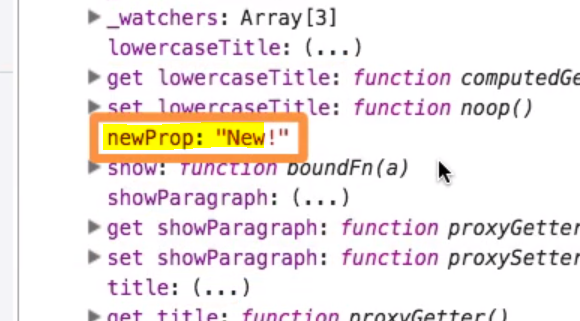 ▶ _watchers: Array[3]
lowercaseTitle: (...)
▶ get lowercaseTitle: function computedGe
▶ set lowercaseTitle: function noop()
newProp: "New!"
▶ show: function boundFn(a)
showParagraph: (...)
▶ get showParagraph: function proxyGetter
▶ set showParagraph: function proxySetter
title: (...)
▶ get title: function proxyGetter()